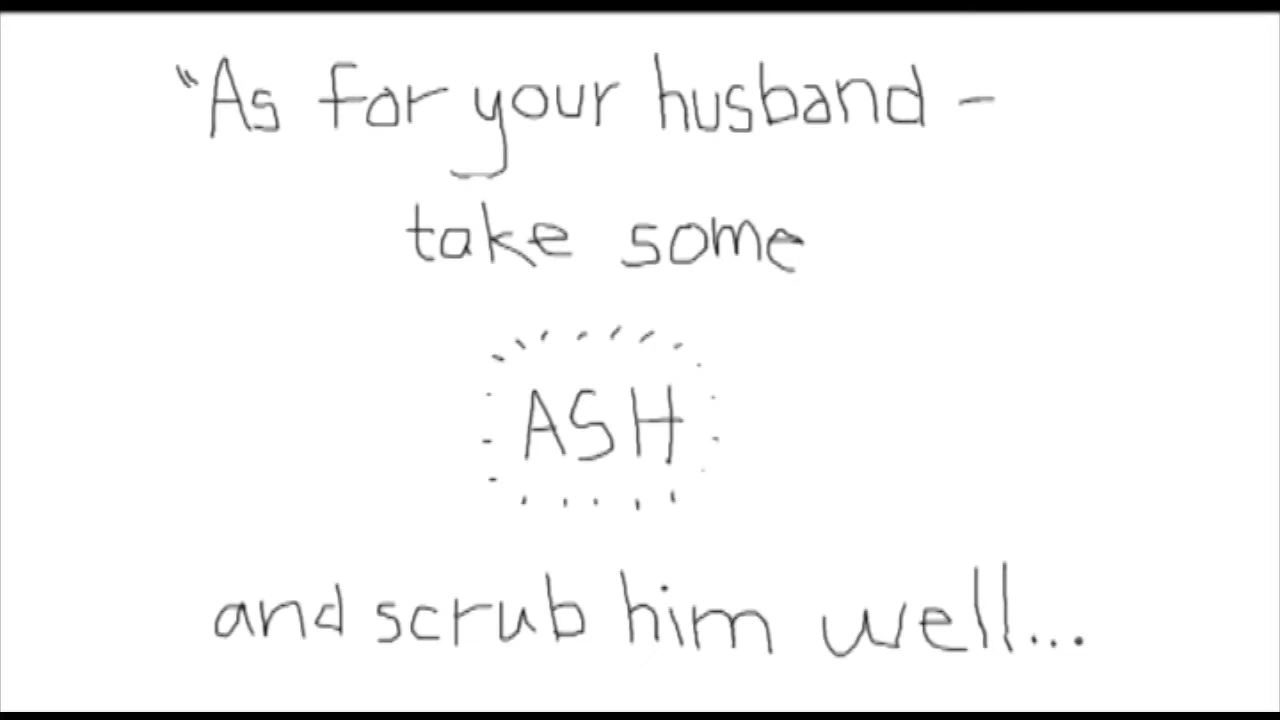 “As for your husband –
take some
ASH
and scrub him well...